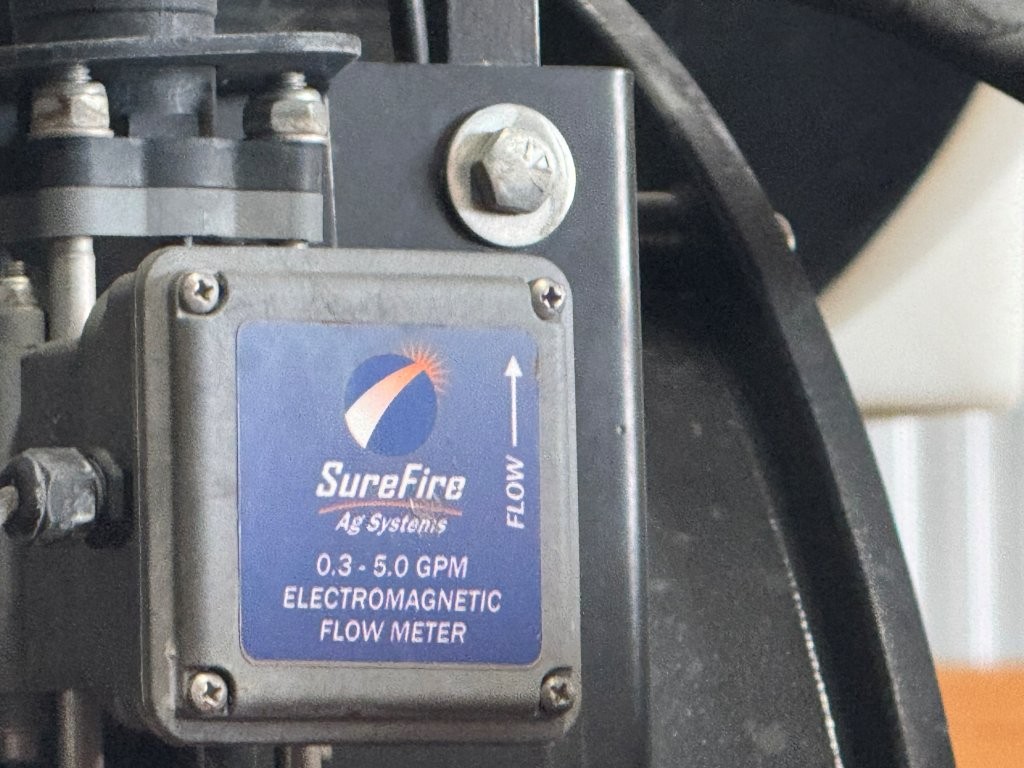 SureFire
Ag Systems
FLOW
0.3 - 5.0 GPM
ELECTROMAGNETIC
FLOW METER